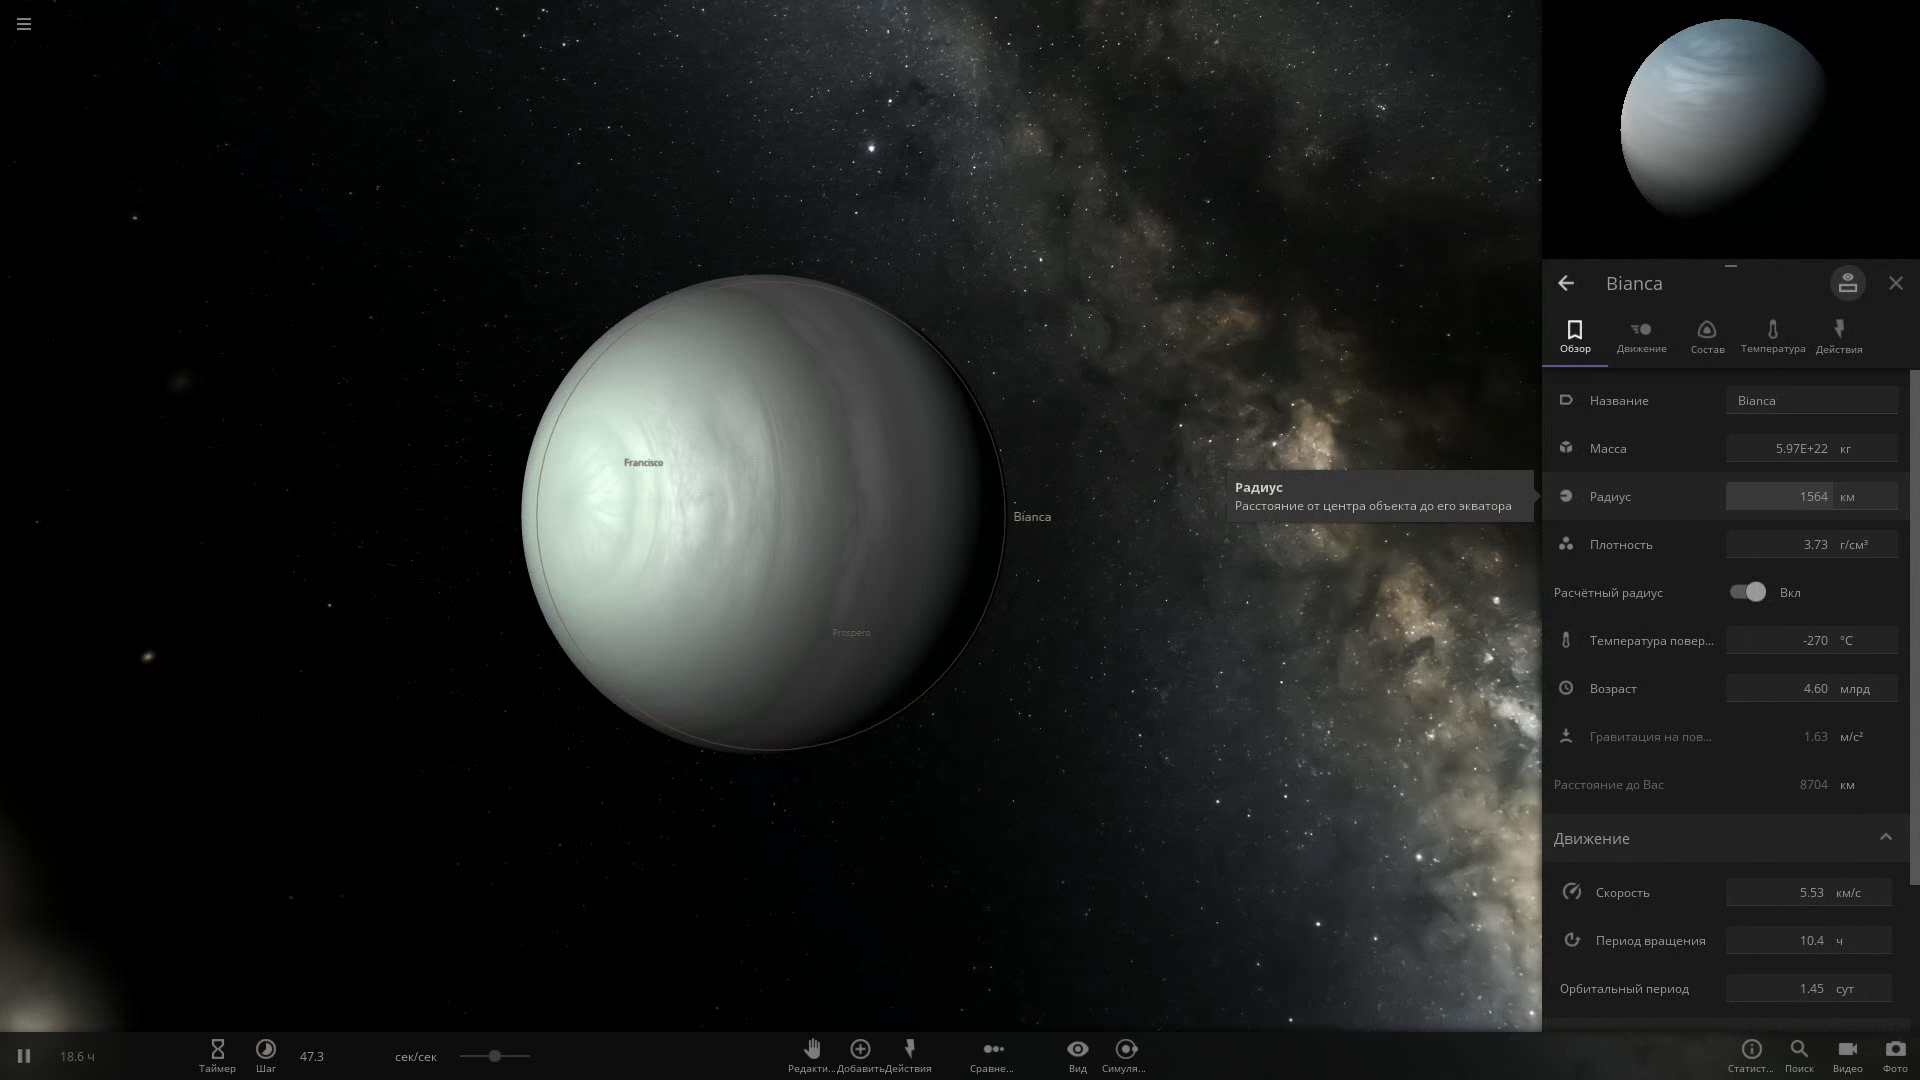 Francisco
Bianca
Prospero
Радиус
Расстояние от центра объекта до его экватора
Bianca
Обзор
Движение
Состав
Температура
Действия
Название Bianca
Масса 5.97E+22 кг
Радиус 1564 км
Плотность 3.73 г/см³
Расчётный радиус Вкл
Температура повер... -270 °C
Возраст 4.60 млрд
Гравитация на пов... 1.63 м/с²
Расстояние до Вас 8704 км
Движение
Скорость 5.53 км/с
Период вращения 10.4 ч
Орбитальный период 1.45 сут
18.6 ч
Таймер
Шаг
47.3 сек/сек
Редакти...
Добавить
Действия
Сравне...
Вид
Симуля...
Статист...
Поиск
Видео
Фото